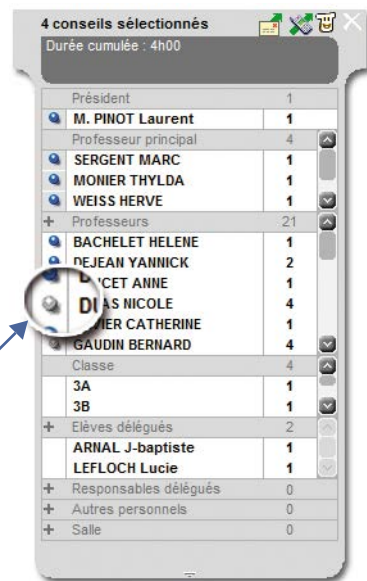 4 conseils sélectionnés
Durée cumulée : 4h00
Président 1
M. PINOT Laurent 1
Professeur principal 4
SERGENT MARC 1
MONIER THYLDA 1
WEISS HERVE 1
+ Professeurs 21
BACHELET HELENE 1
DEJEAN YANNICK 2
ANNE 1
NICOLE 4
CATHERINE 1
GAUDIN BERNARD 4
Classe 4
3A 1
3B 1
+ Elèves délégués 2
ARNAL J-baptiste 1
LEFLOCH Lucie 1
+ Responsables délégués 0
+ Autres personnels 0
+ Salle 0